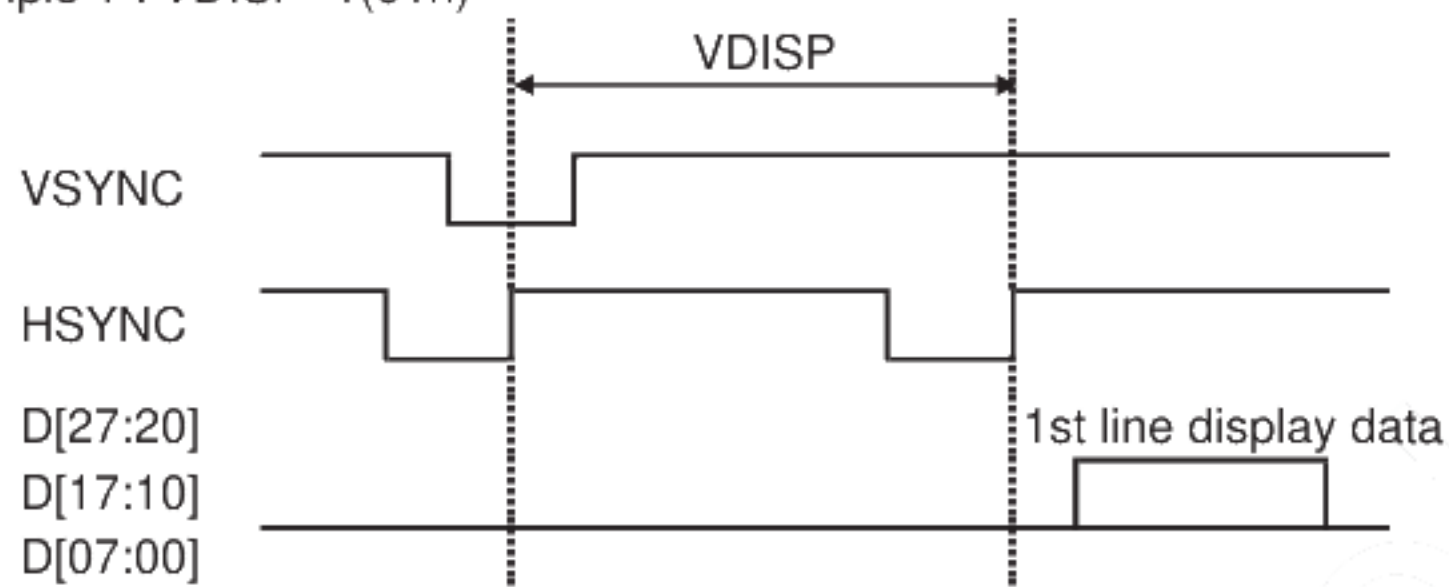 VDISP
VSYNC
HSYNC
D[27:20]
1st line display data
D[17:10]
D[07:00]